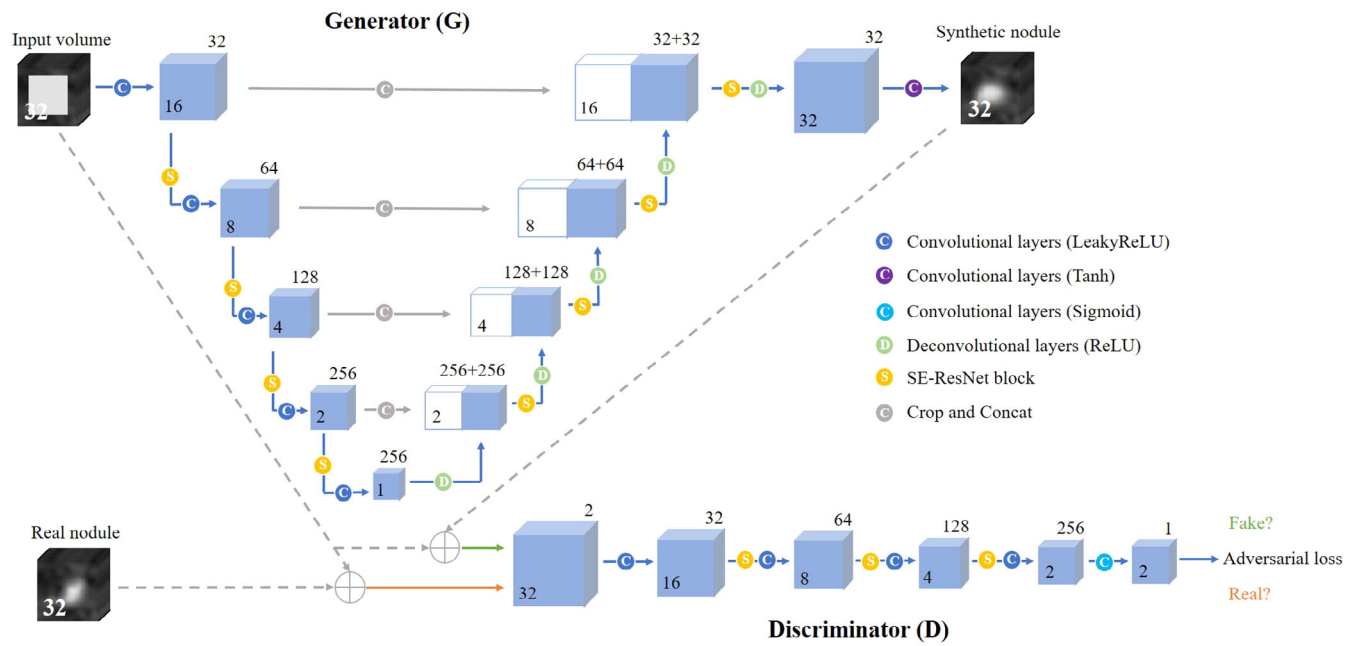 Generator (G)
Input volume
32
C
32
16
C
32+32
16
S
D
32
32
C
Synthetic nodule
32
S
C
64
8
C
64+64
8
S
D
S
C
128
4
C
128+128
4
S
D
S
C
256
2
C
256+256
2
S
D
S
C
256
1
D
C Convolutional layers (LeakyReLU)
C Convolutional layers (Tanh)
C Convolutional layers (Sigmoid)
D Deconvolutional layers (ReLU)
S SE-ResNet block
C Crop and Concat
Real nodule
32
2
32
C
32
16
S
C
64
8
S
C
128
4
S
C
256
2
C
1
2
Fake?
Adversarial loss
Real?
Discriminator (D)